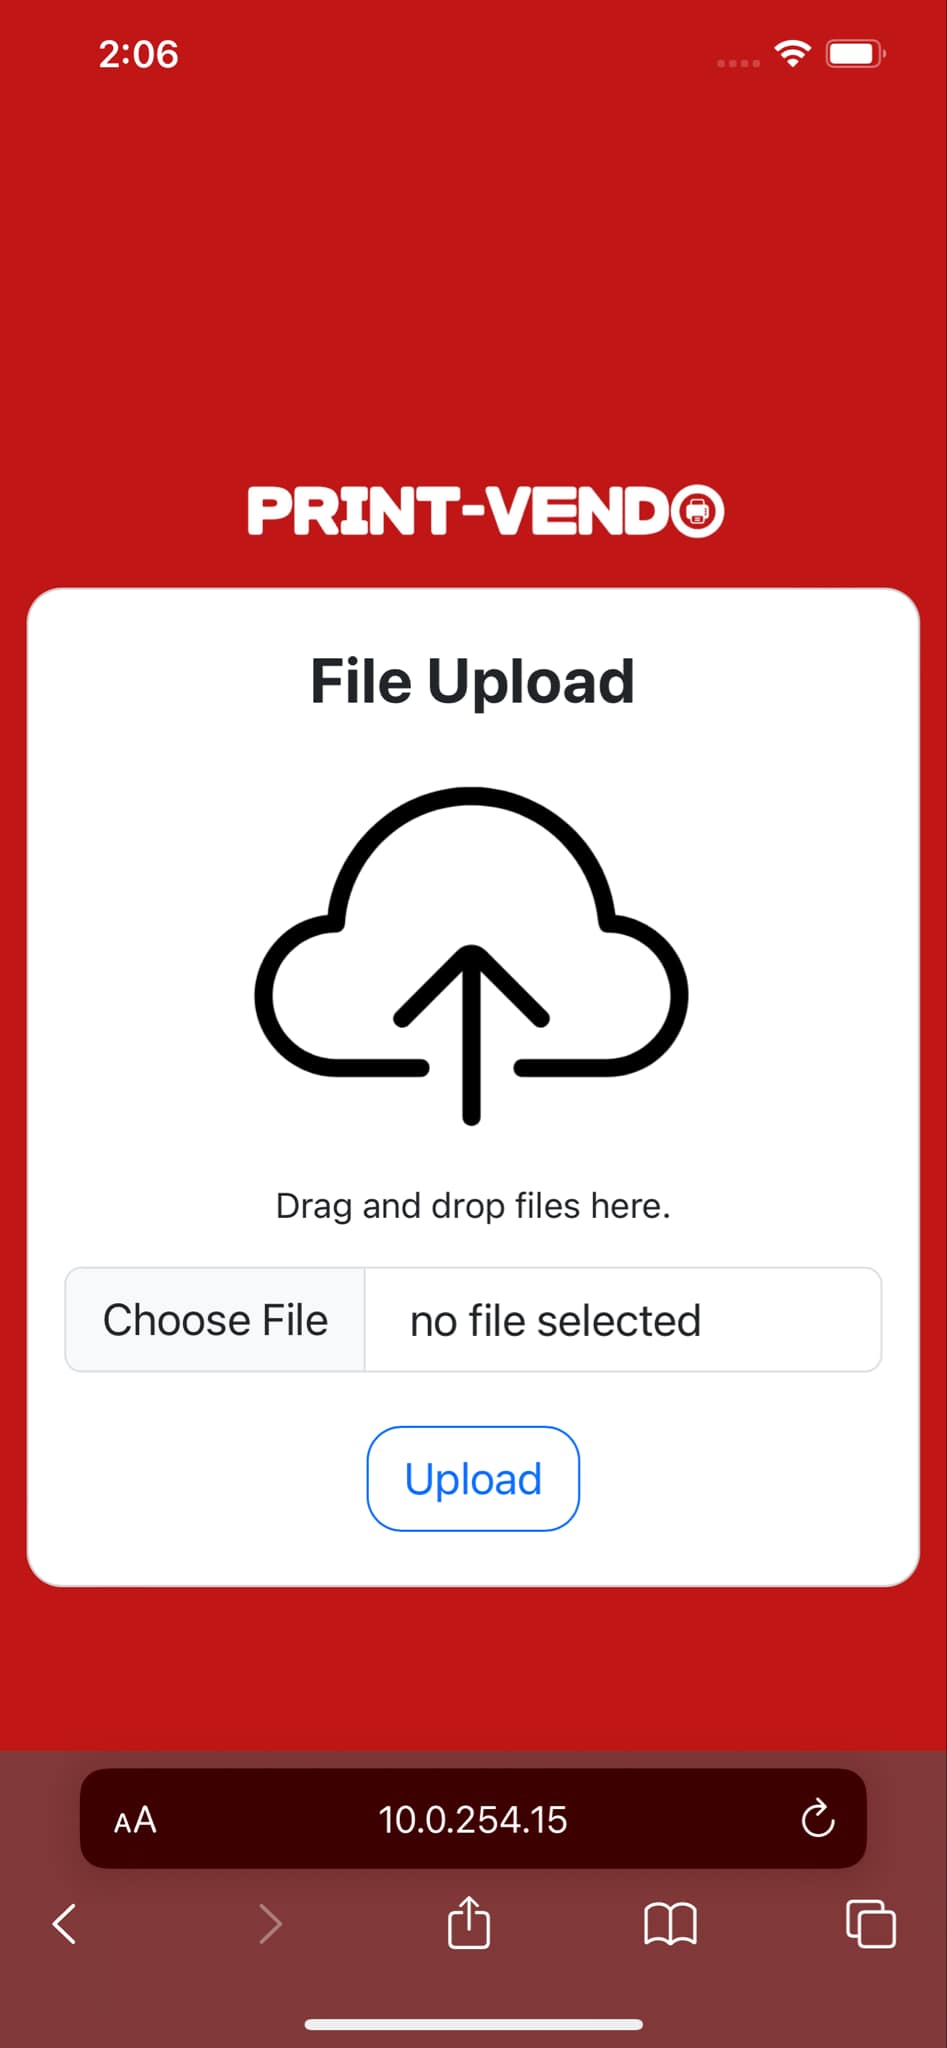 2:06
PRINT-VENDO
File Upload
Drag and drop files here.
Choose File no file selected
Upload
AA 10.0.254.15